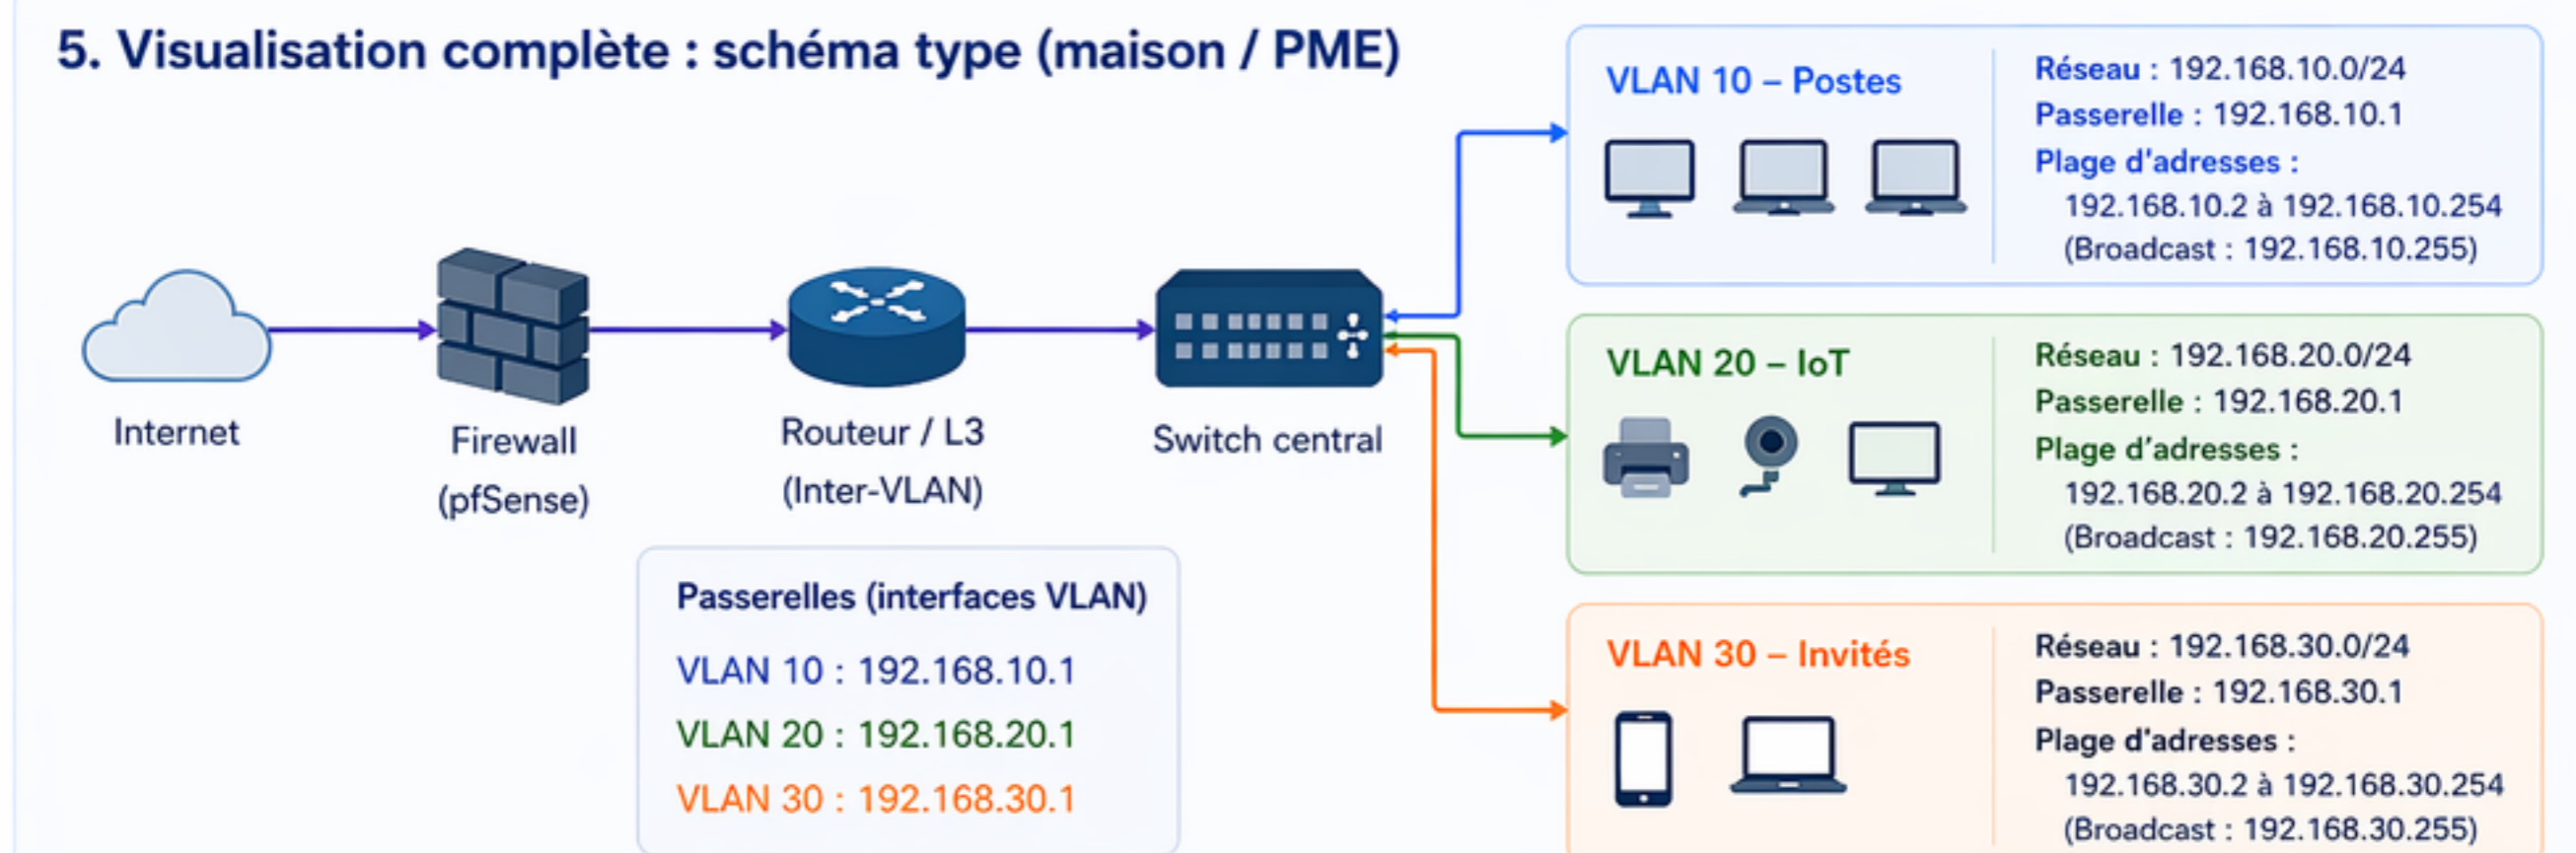 5. Visualisation complète : schéma type (maison / PME)
Internet
Firewall
(pfSense)
Routeur / L3
(Inter-VLAN)
Switch central
Passerelles (interfaces VLAN)
VLAN 10 : 192.168.10.1
VLAN 20 : 192.168.20.1
VLAN 30 : 192.168.30.1
VLAN 10 – Postes
Réseau : 192.168.10.0/24
Passerelle : 192.168.10.1
Plage d’adresses :
192.168.10.2 à 192.168.10.254
(Broadcast : 192.168.10.255)
VLAN 20 – IoT
Réseau : 192.168.20.0/24
Passerelle : 192.168.20.1
Plage d’adresses :
192.168.20.2 à 192.168.20.254
(Broadcast : 192.168.20.255)
VLAN 30 – Invités
Réseau : 192.168.30.0/24
Passerelle : 192.168.30.1
Plage d’adresses :
192.168.30.2 à 192.168.30.254
(Broadcast : 192.168.30.255)